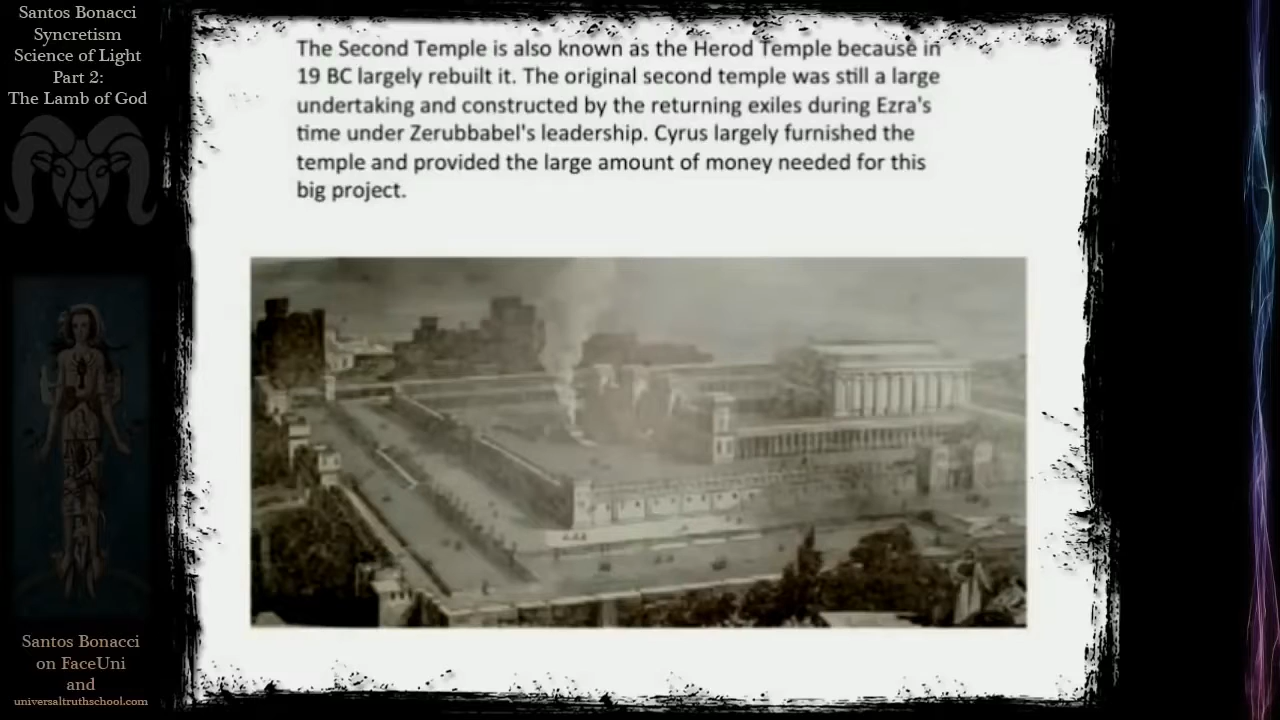 Santos Bonacci
Syncretism
Science of Light
Part 2:
The Lamb of God
The Second Temple is also known as the Herod Temple because in
19 BC largely rebuilt it. The original second temple was still a large
undertaking and constructed by the returning exiles during Ezra's
time under Zerubbabel's leadership. Cyrus largely furnished the
temple and provided the large amount of money needed for this
big project.
Santos Bonacci
on FaceUni
and
universaltruthschool.com